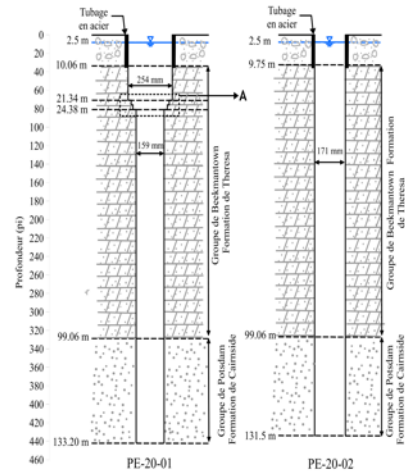 Tubage
en acier
Tubage
en acier
0
20
40
60
80
100
120
140
160
180
200
220
240
260
280
300
320
340
360
380
400
420
440
460
Profondeur (pi)
2.5 m
10.06 m
254 mm
21.34 m
24.38 m
A
159 mm
99.06 m
133.20 m
Groupe de Beekmantown
Formation de Theresa
Groupe de Potsdam
Formation de Cairnside
PE-20-01
2.5 m
9.75 m
171 mm
99.06 m
131.5 m
Groupe de Beekmantown Formation
de Theresa
Groupe de Potsdam
Formation de Cairnside
PE-20-02